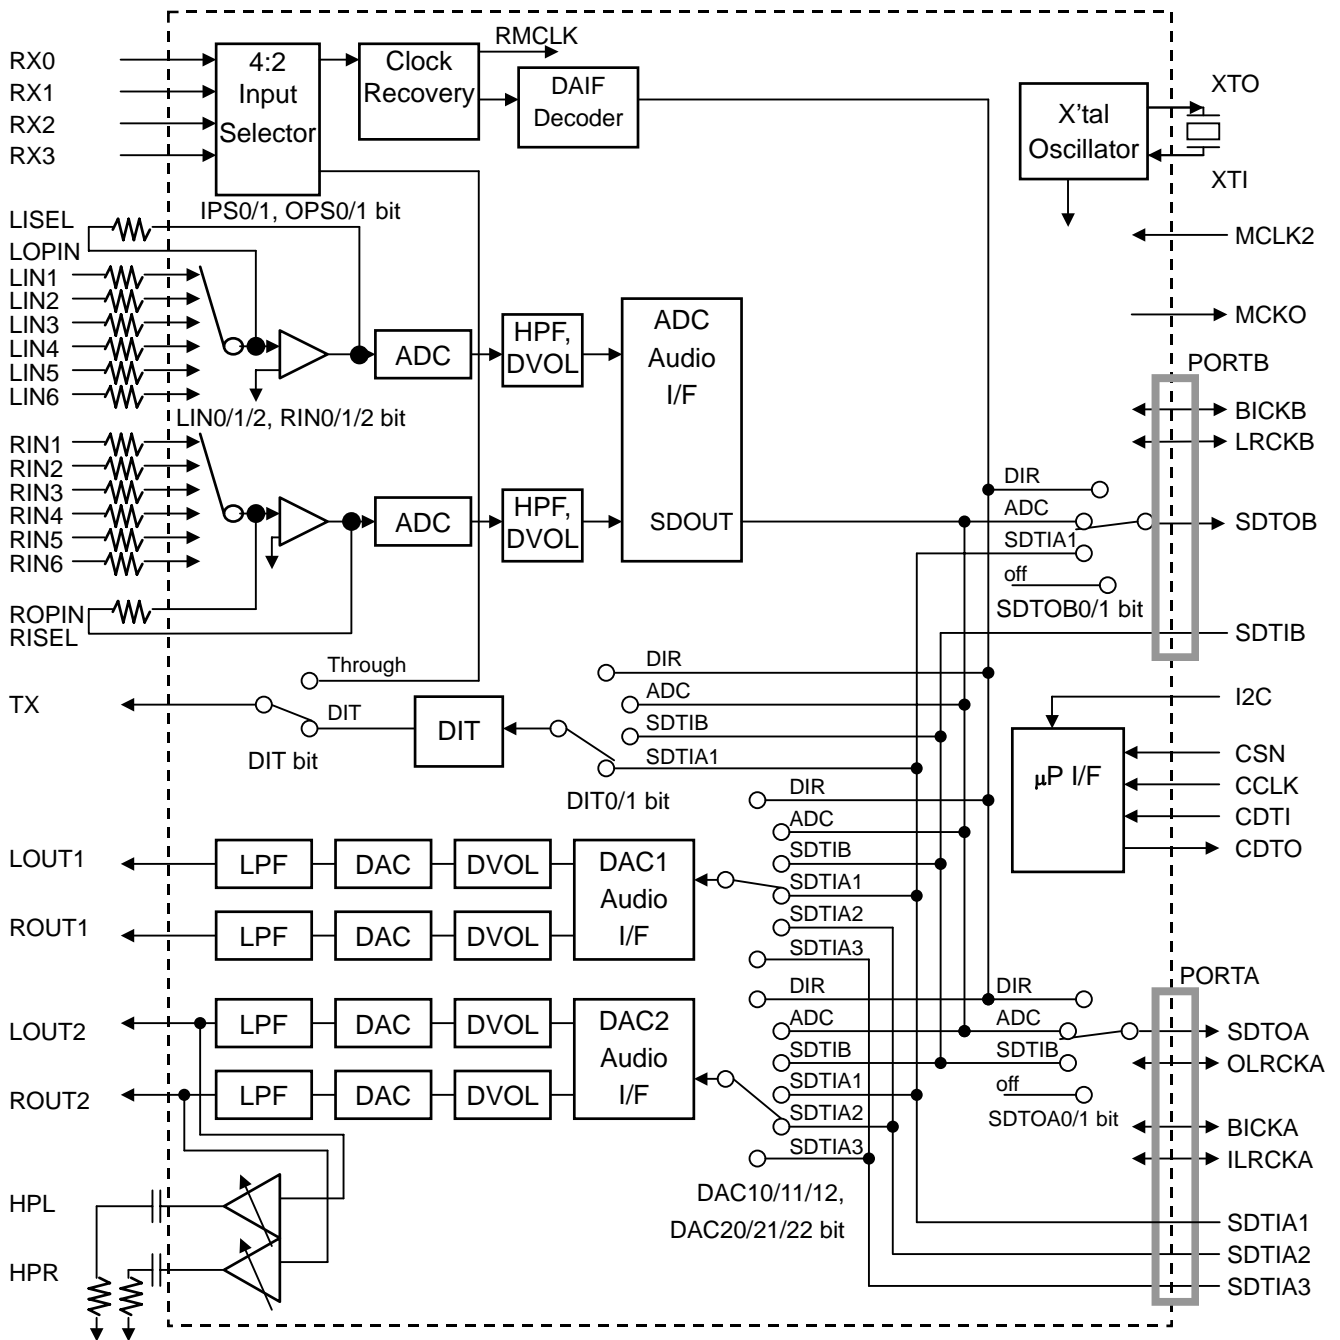 RMCLK
RX0
RX1
RX2
RX3
4:2
Input
Selector
Clock
Recovery
DAIF
Decoder
X'tal
Oscillator
XTO
XTI
IPS0/1, OPS0/1 bit
LISEL
LOPIN
LIN1
LIN2
LIN3
LIN4
LIN5
LIN6
ADC
HPF,
DVOL
ADC
Audio
I/F
SDOUT
MCLK2
MCKO
PORTB
BICKB
LRCKB
LIN0/1/2, RIN0/1/2 bit
RIN1
RIN2
RIN3
RIN4
RIN5
RIN6
ROPIN
RISEL
ADC
HPF,
DVOL
DIR
ADC
SDTIA1
off
SDTOB0/1 bit
SDTOB
SDTIB
TX
Through
DIT
DIT bit
DIT
DIR
ADC
SDTIB
SDTIA1
DIT0/1 bit
I2C
µP I/F
CSN
CCLK
CDTI
CDTO
LOUT1
ROUT1
LPF
DAC
DVOL
LPF
DAC
DVOL
DAC1
Audio
I/F
DIR
ADC
SDTIB
SDTIA1
SDTIA2
SDTIA3
LOUT2
ROUT2
LPF
DAC
DVOL
LPF
DAC
DVOL
DAC2
Audio
I/F
DIR
ADC
SDTIB
SDTIA1
SDTIA2
SDTIA3
DAC10/11/12,
DAC20/21/22 bit
DIR
ADC
SDTIB
off
SDTOA0/1 bit
PORTA
SDTOA
OLRCKA
BICKA
ILRCKA
SDTIA1
SDTIA2
SDTIA3
HPL
HPR